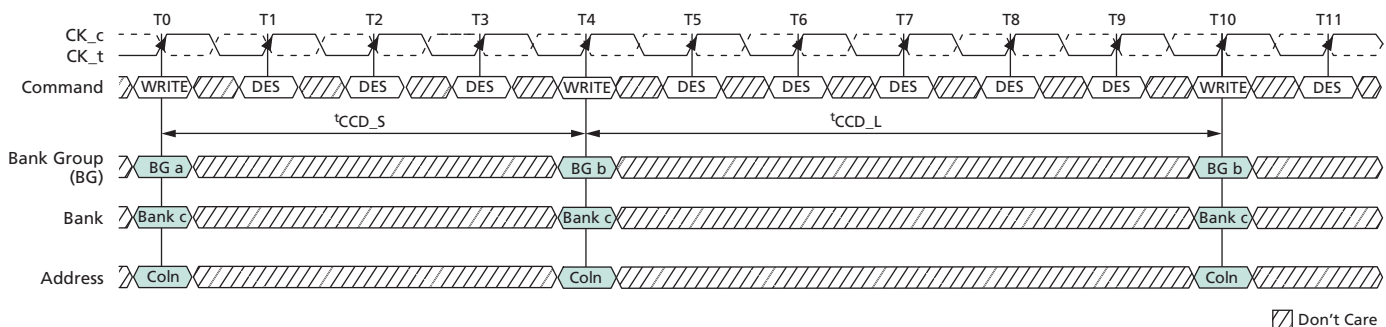 T0 T1 T2 T3 T4 T5 T6 T7 T8 T9 T10 T11
CK_c
CK_t
Command WRITE DES DES DES WRITE DES DES DES DES DES WRITE DES
tCCD_S tCCD_L
Bank Group
(BG)
BG a BG b BG b
Bank Bank c Bank c Bank c
Address Coln Coln Coln
Don't Care